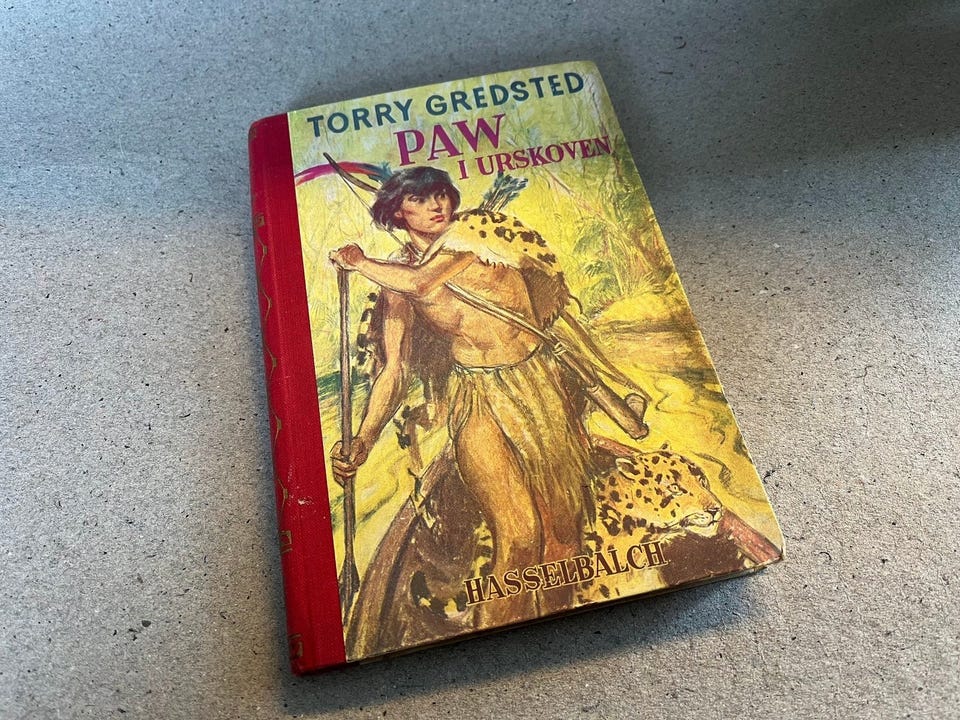 TORRY GREDSTED
PAW
I URSKOVEN
HASSELBALCH